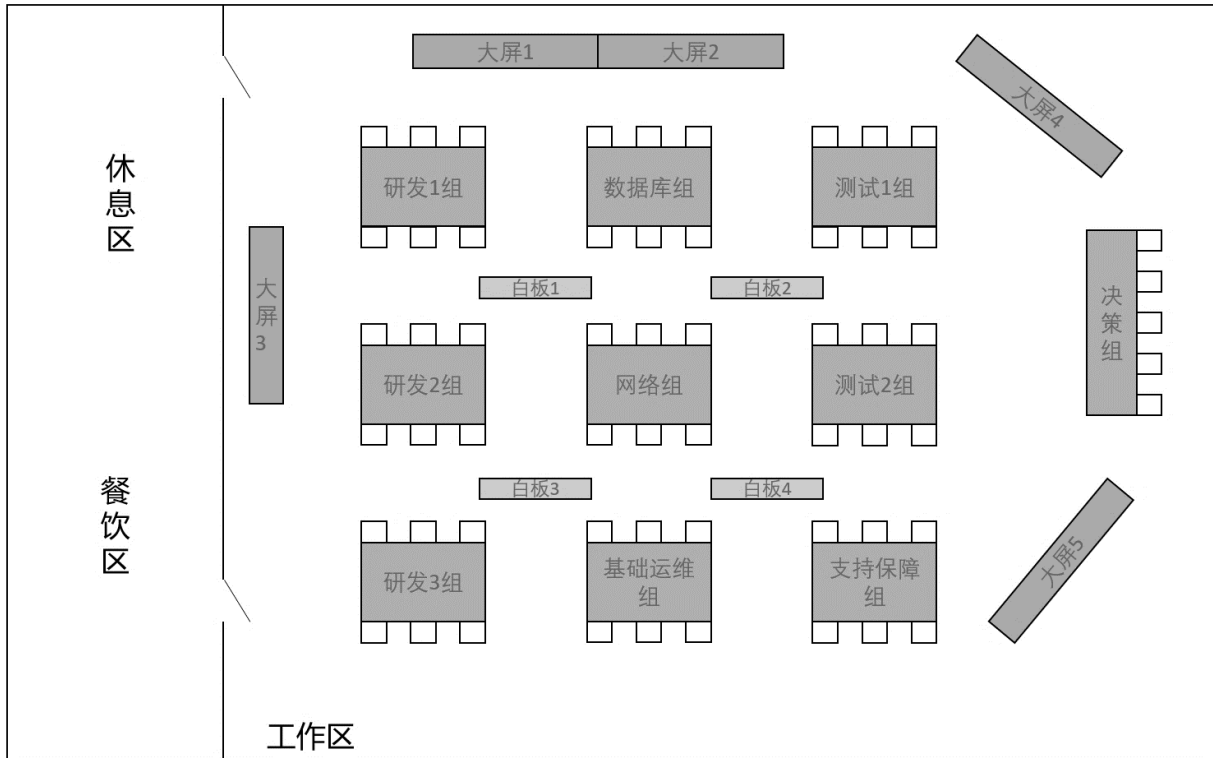 大屏1
大屏2
大屏4
休息区
研发1组
数据库组
测试1组
大屏3
白板1
白板2
决策组
研发2组
网络组
测试2组
餐饮区
白板3
白板4
大屏5
研发3组
基础运维
组
支持保障
组
工作区